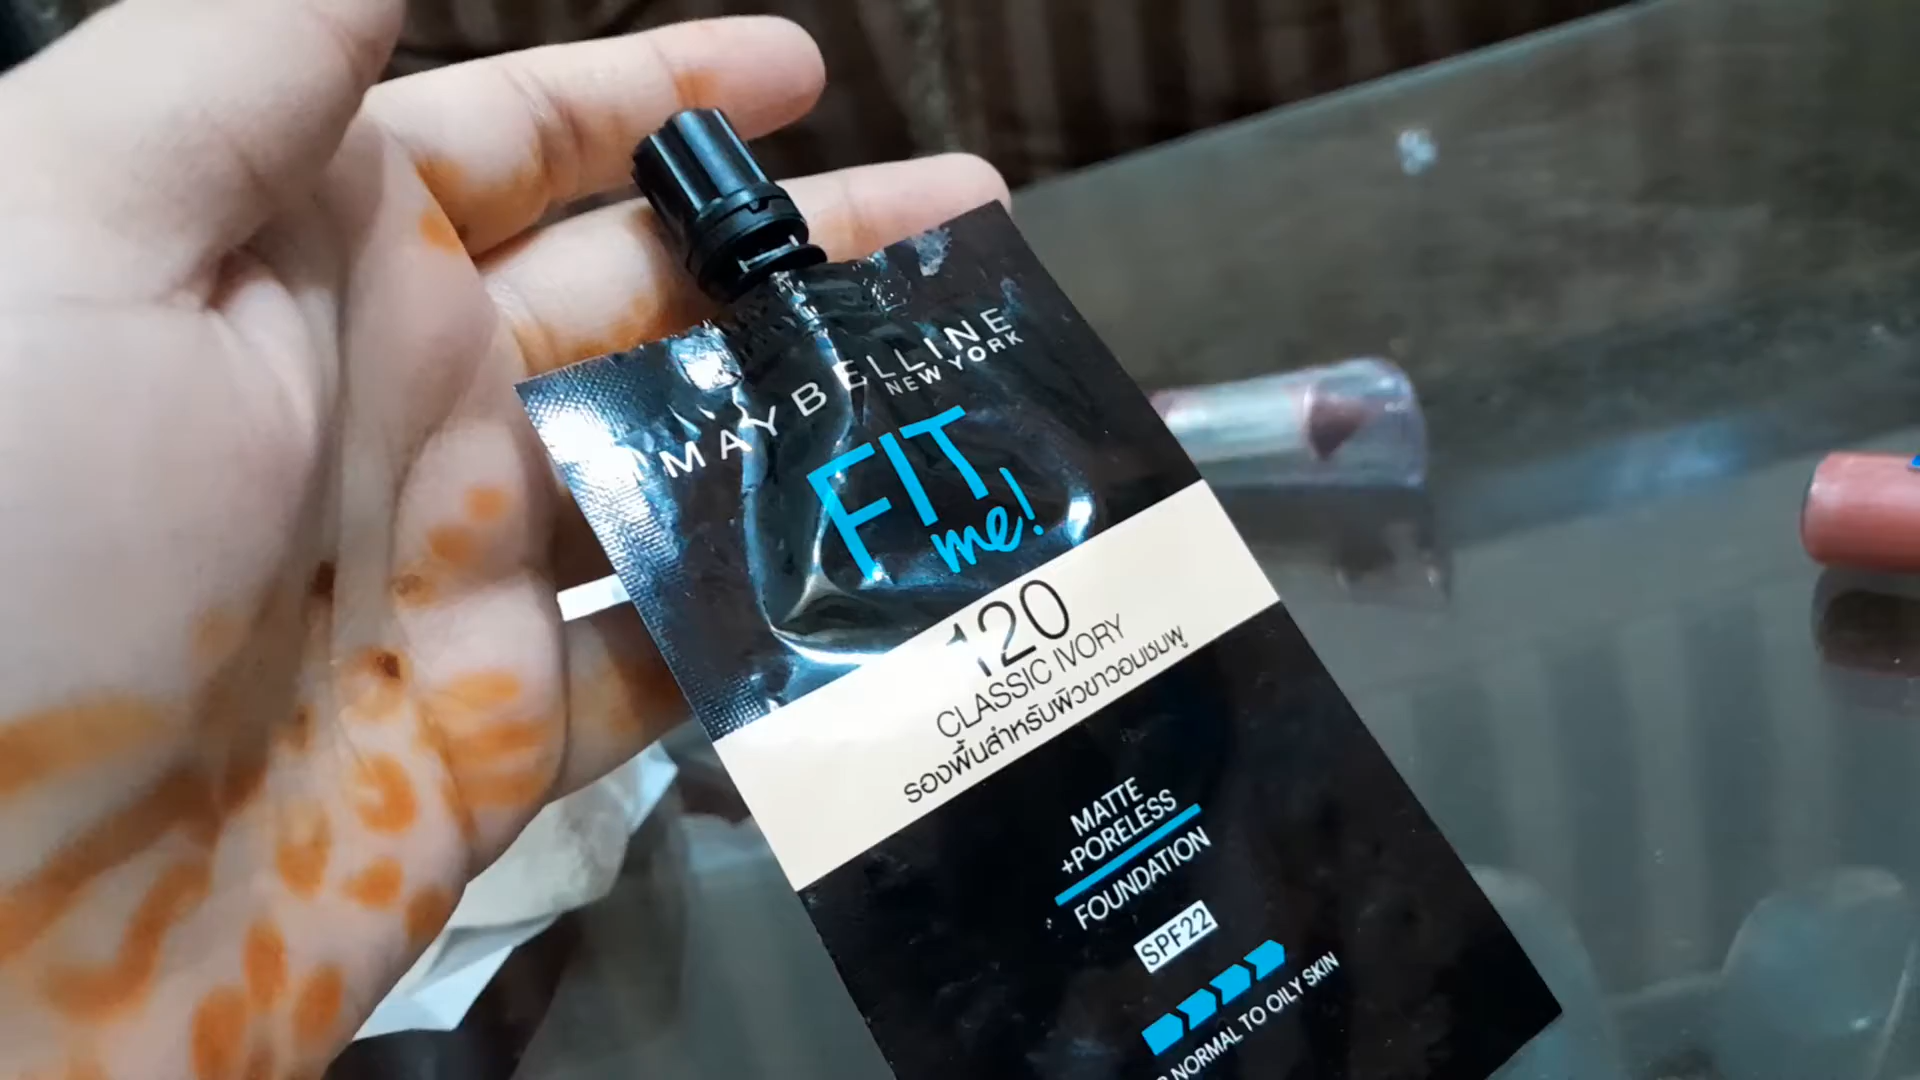 MAYBELLINE
NEW YORK
FIT
me!
120
CLASSIC IVORY
รองพื้นสำหรับผิวขาวอมชมพู
MATTE
+PORELESS
FOUNDATION
SPF22
NORMAL TO OILY SKIN